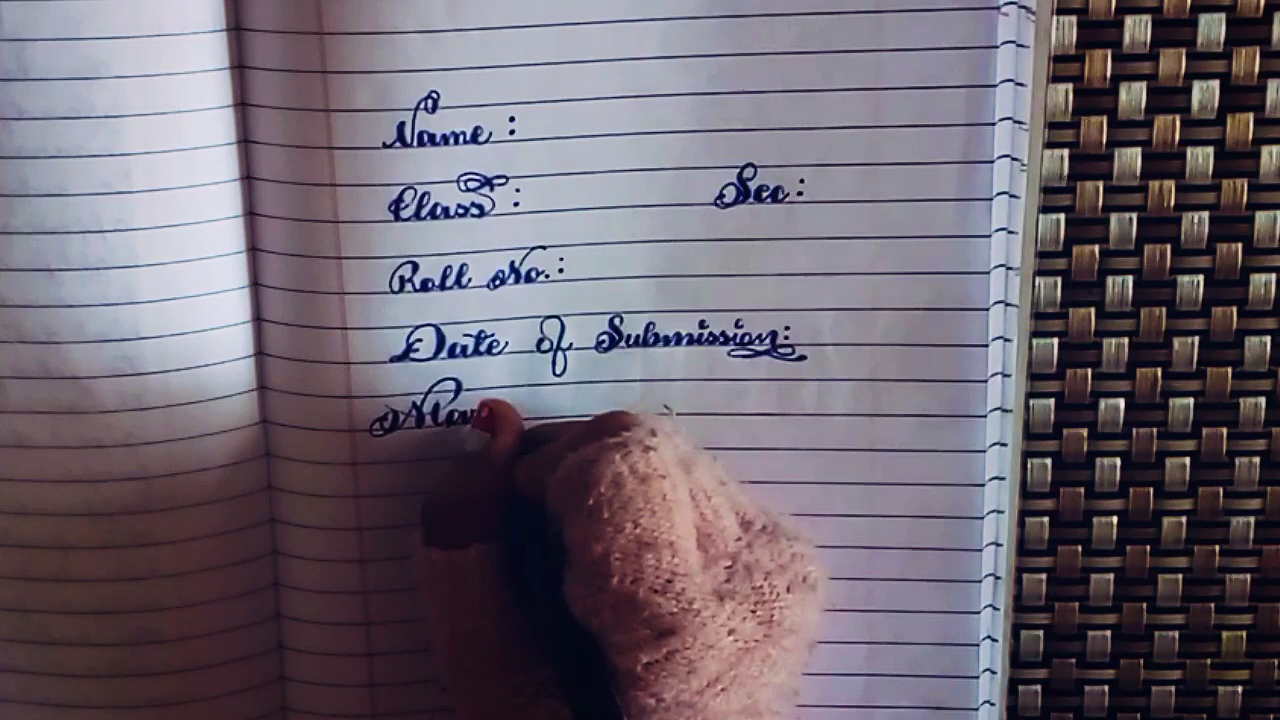 Name :
Class : Sec :
Roll No. :
Date of Submission: